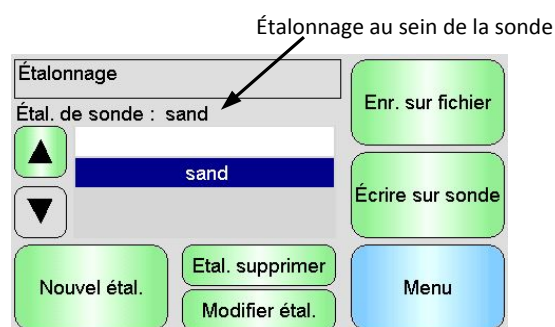 Étalonnage au sein de la sonde
Étalonnage
Étal. de sonde : sand
sand
Enr. sur fichier
Écrire sur sonde
Nouvel étal.
Etal. supprimer
Modifier étal.
Menu